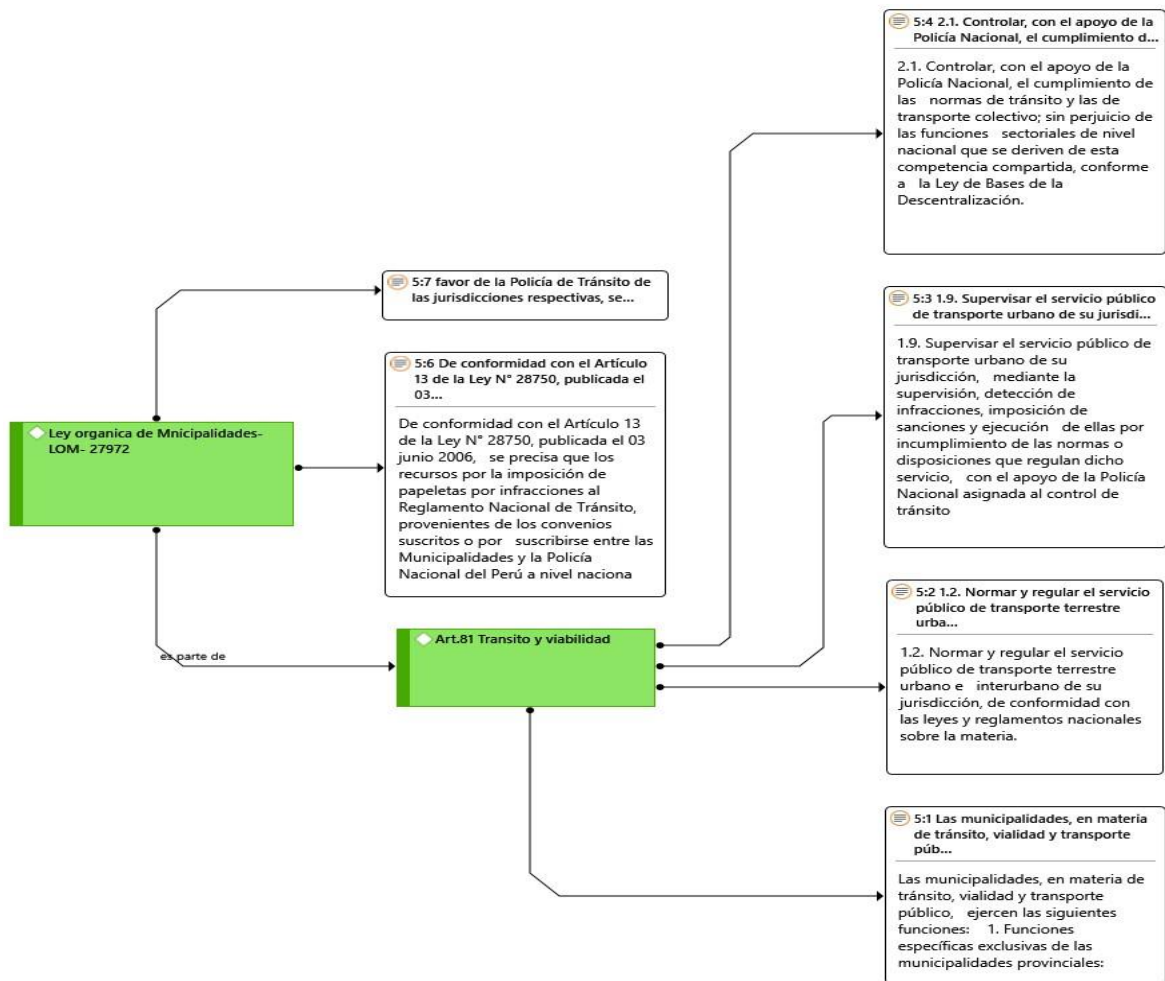 5:4 2.1. Controlar, con el apoyo de la
Policía Nacional, el cumplimiento d...
2.1. Controlar, con el apoyo de la
Policía Nacional, el cumplimiento de
las normas de tránsito y las de
transporte colectivo; sin perjuicio de
las funciones sectoriales de nivel
nacional que se deriven de esta
competencia compartida, conforme
a la Ley de Bases de la
Descentralización.
5:7 favor de la Policía de Tránsito de
las jurisdicciones respectivas, se...
5:3 1.9. Supervisar el servicio público
de transporte urbano de su jurisdi...
1.9. Supervisar el servicio público de
transporte urbano de su
jurisdicción, mediante la
supervisión, detección de
infracciones, imposición de
sanciones y ejecución de ellas por
incumplimiento de las normas o
disposiciones que regulan dicho
servicio, con el apoyo de la Policía
Nacional asignada al control de
tránsito
5:6 De conformidad con el Artículo
13 de la Ley N° 28750, publicada el
03...
De conformidad con el Artículo 13
de la Ley N° 28750, publicada el 03
junio 2006, se precisa que los
recursos por la imposición de
papeletas por infracciones al
Reglamento Nacional de Tránsito,
provenientes de los convenios
suscritos o por suscribirse entre las
Municipalidades y la Policía
Nacional del Perú a nivel naciona
Ley organica de Mnicipalidades-
LOM- 27972
es parte de
Art.81 Transito y viabilidad
5:2 1.2. Normar y regular el servicio
público de transporte terrestre
urba...
1.2. Normar y regular el servicio
público de transporte terrestre
urbano e interurbano de su
jurisdicción, de conformidad con
las leyes y reglamentos nacionales
sobre la materia.
5:1 Las municipalidades, en materia
de tránsito, vialidad y transporte
púb...
Las municipalidades, en materia de
tránsito, vialidad y transporte
público, ejercen las siguientes
funciones: 1. Funciones
específicas exclusivas de las
municipalidades provinciales: